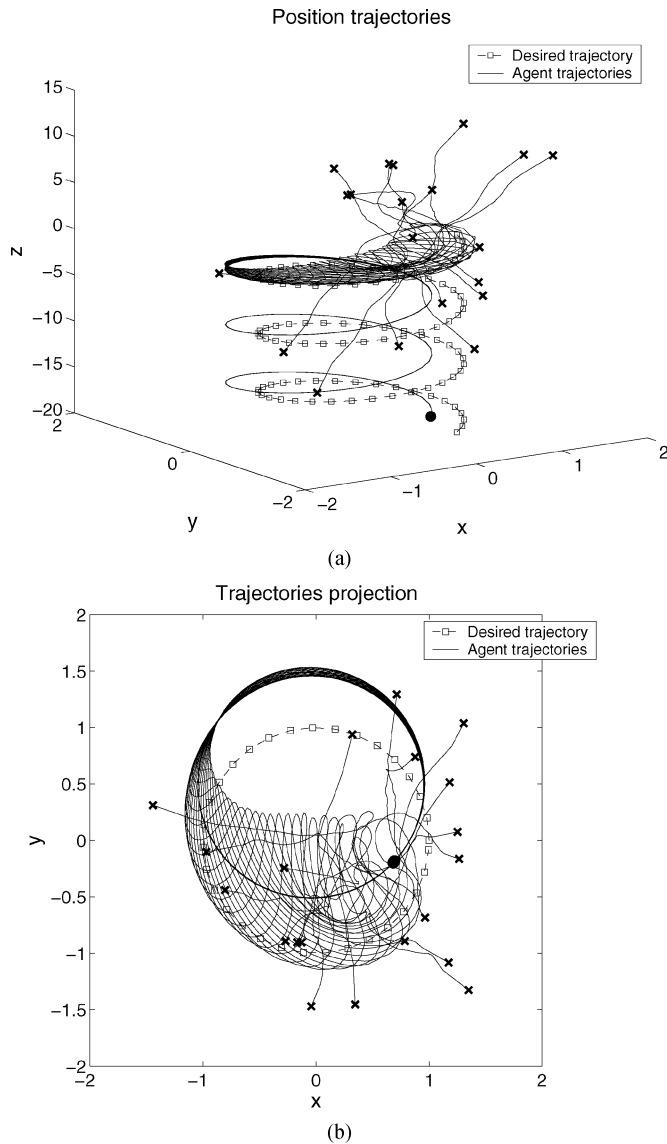 Position trajectories
Desired trajectory
Agent trajectories
15
10
5
0
−5
−10
−15
−20
z
2
0
−2
y
−2
−1
0
1
2
x
(a)
Trajectories projection
Desired trajectory
Agent trajectories
2
1.5
1
0.5
0
−0.5
−1
−1.5
−2
y
−2
−1
0
1
2
x
(b)